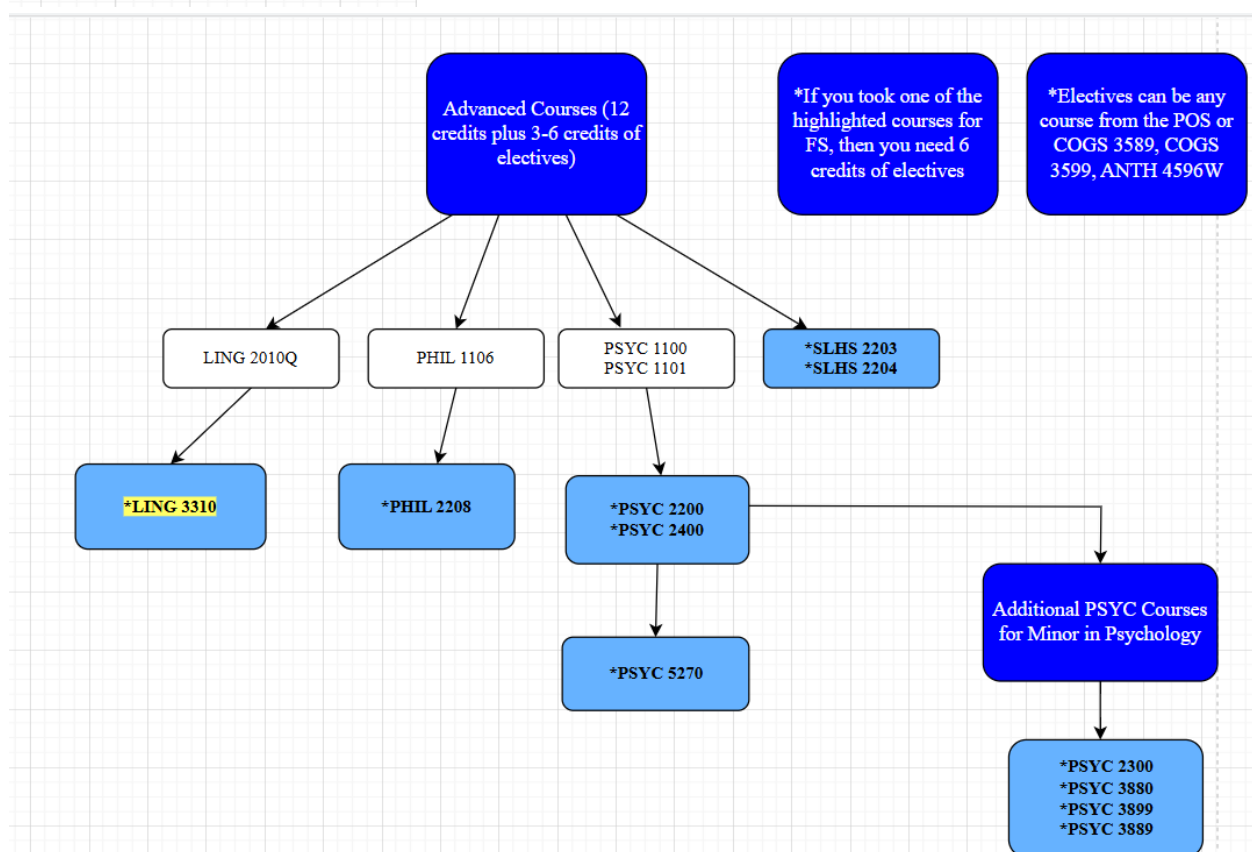 Advanced Courses (12
credits plus 3-6 credits of
electives)
*If you took one of the
highlighted courses for
FS, then you need 6
credits of electives
*Electives can be any
course from the POS or
COGS 3589, COGS
3599, ANTH 4596W
LING 2010Q
PHIL 1106
PSYC 1100
PSYC 1101
*SLHS 2203
*SLHS 2204
*LING 3310
*PHIL 2208
*PSYC 2200
*PSYC 2400
Additional PSYC Courses
for Minor in Psychology
*PSYC 5270
*PSYC 2300
*PSYC 3880
*PSYC 3899
*PSYC 3889